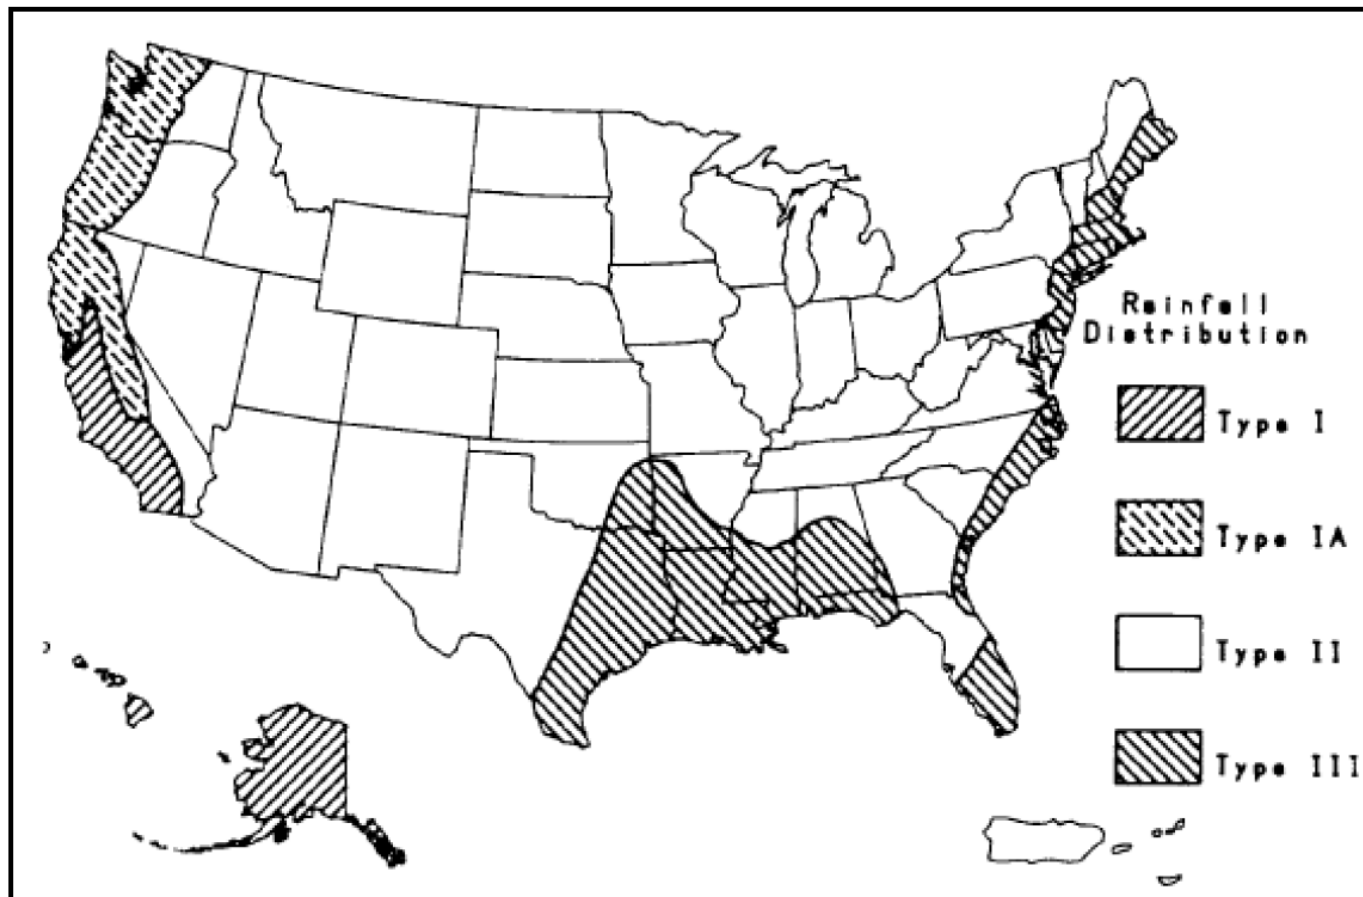 Rainfall
Distribution
Type I
Type IA
Type II
Type III